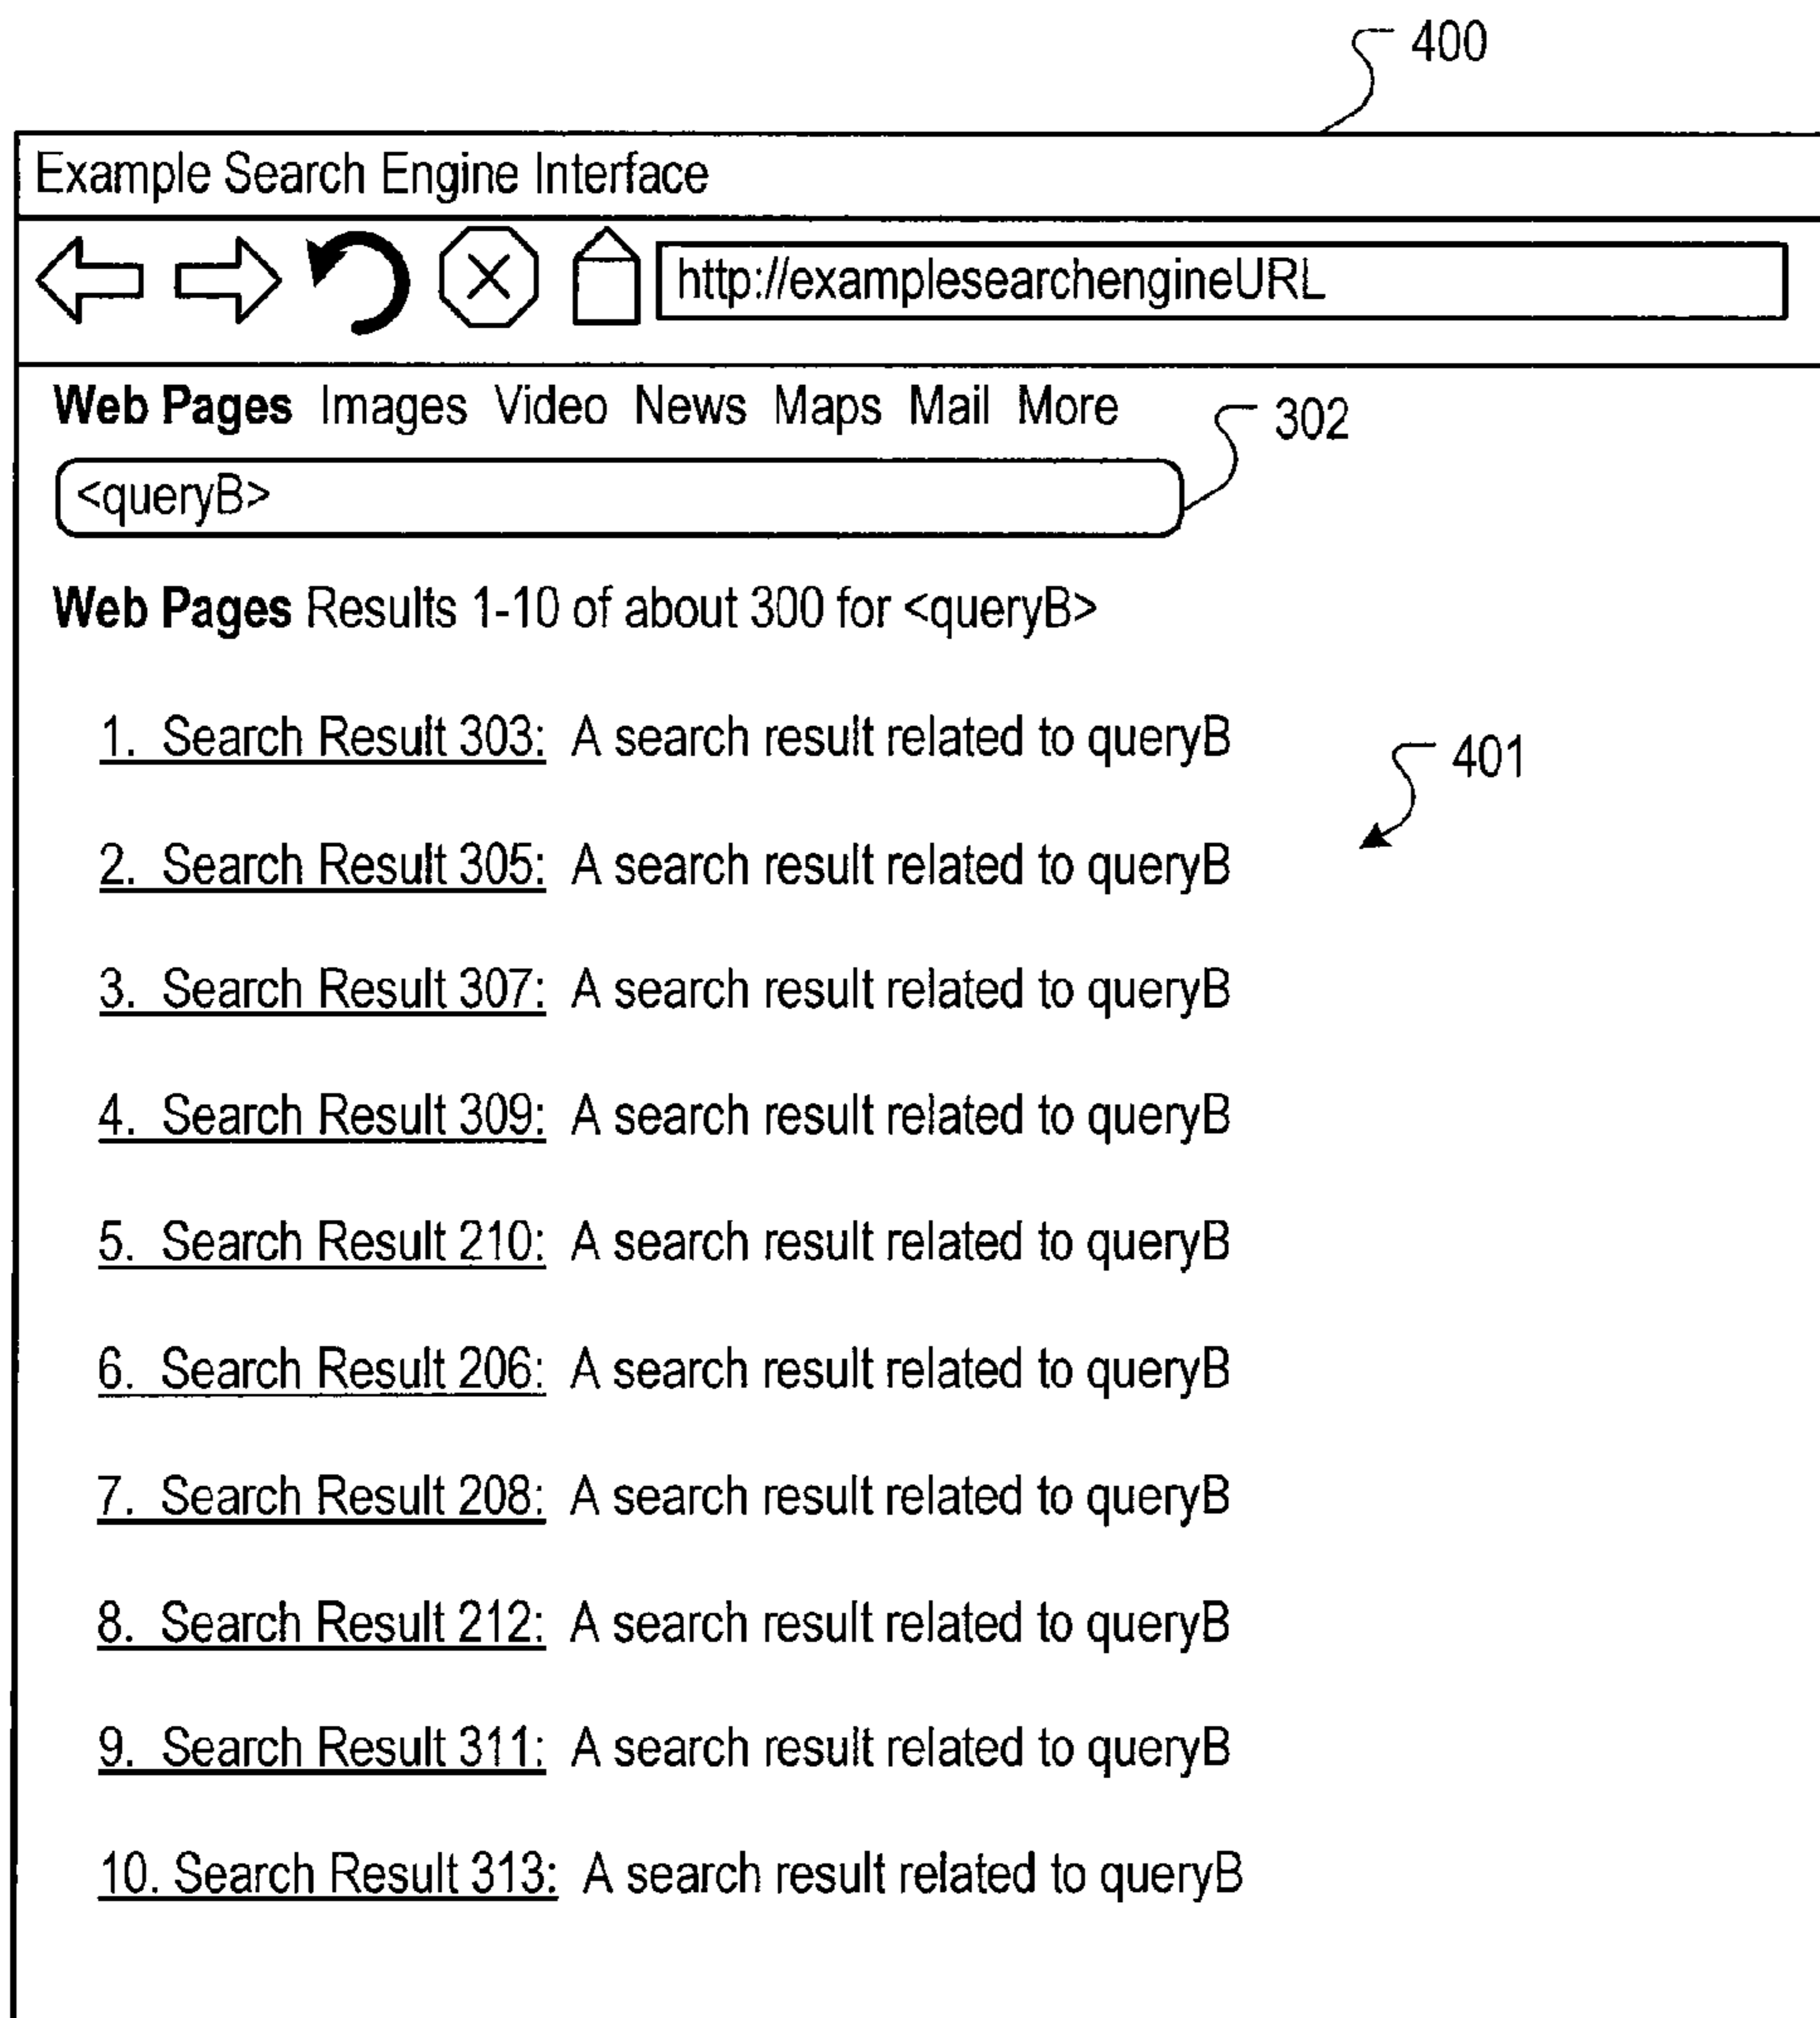 400
Example Search Engine Interface
http://examplesearchengineURL
Web Pages Images Video News Maps Mail More
302
<queryB>
Web Pages Results 1-10 of about 300 for <queryB>
1. Search Result 303: A search result related to queryB
401
2. Search Result 305: A search result related to queryB
3. Search Result 307: A search result related to queryB
4. Search Result 309: A search result related to queryB
5. Search Result 210: A search result related to queryB
6. Search Result 206: A search result related to queryB
7. Search Result 208: A search result related to queryB
8. Search Result 212: A search result related to queryB
9. Search Result 311: A search result related to queryB
10. Search Result 313: A search result related to queryB